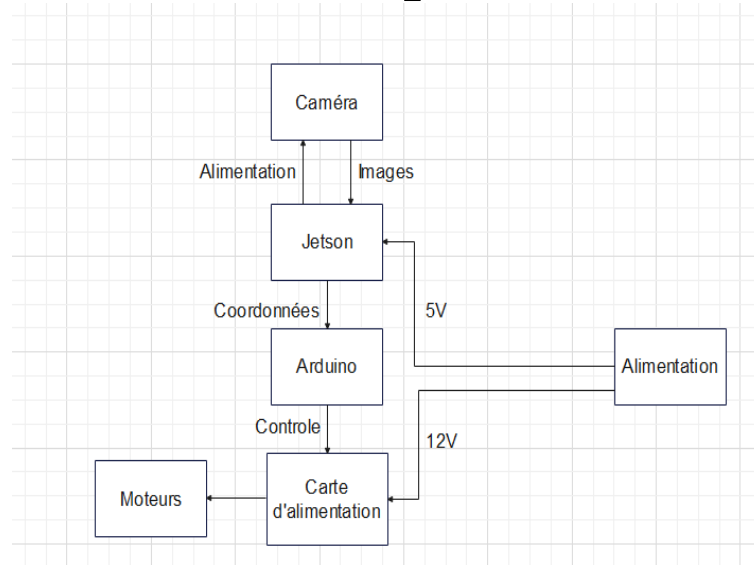 Caméra
Alimentation
Images
Jetson
Coordonnées
5V
Arduino
Alimentation
Controle
12V
Moteurs
Carte
d'alimentation